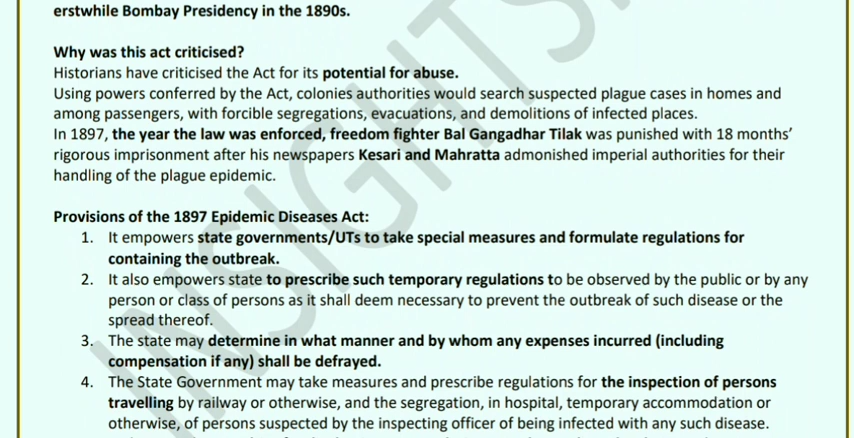 erstwhile Bombay Presidency in the 1890s.
Why was this act criticised?
Historians have criticised the Act for its potential for abuse.
Using powers conferred by the Act, colonies authorities would search suspected plague cases in homes and
among passengers, with forcible segregations, evacuations, and demolitions of infected places.
In 1897, the year the law was enforced, freedom fighter Bal Gangadhar Tilak was punished with 18 months'
rigorous imprisonment after his newspapers Kesari and Mahratta admonished imperial authorities for their
handling of the plague epidemic.
Provisions of the 1897 Epidemic Diseases Act:
1. It empowers state governments/UTs to take special measures and formulate regulations for
containing the outbreak.
2. It also empowers state to prescribe such temporary regulations to be observed by the public or by any
person or class of persons as it shall deem necessary to prevent the outbreak of such disease or the
spread thereof.
3. The state may determine in what manner and by whom any expenses incurred (including
compensation if any) shall be defrayed.
4. The State Government may take measures and prescribe regulations for the inspection of persons
travelling by railway or otherwise, and the segregation, in hospital, temporary accommodation or
otherwise, of persons suspected by the inspecting officer of being infected with any such disease.
INSIGHTS